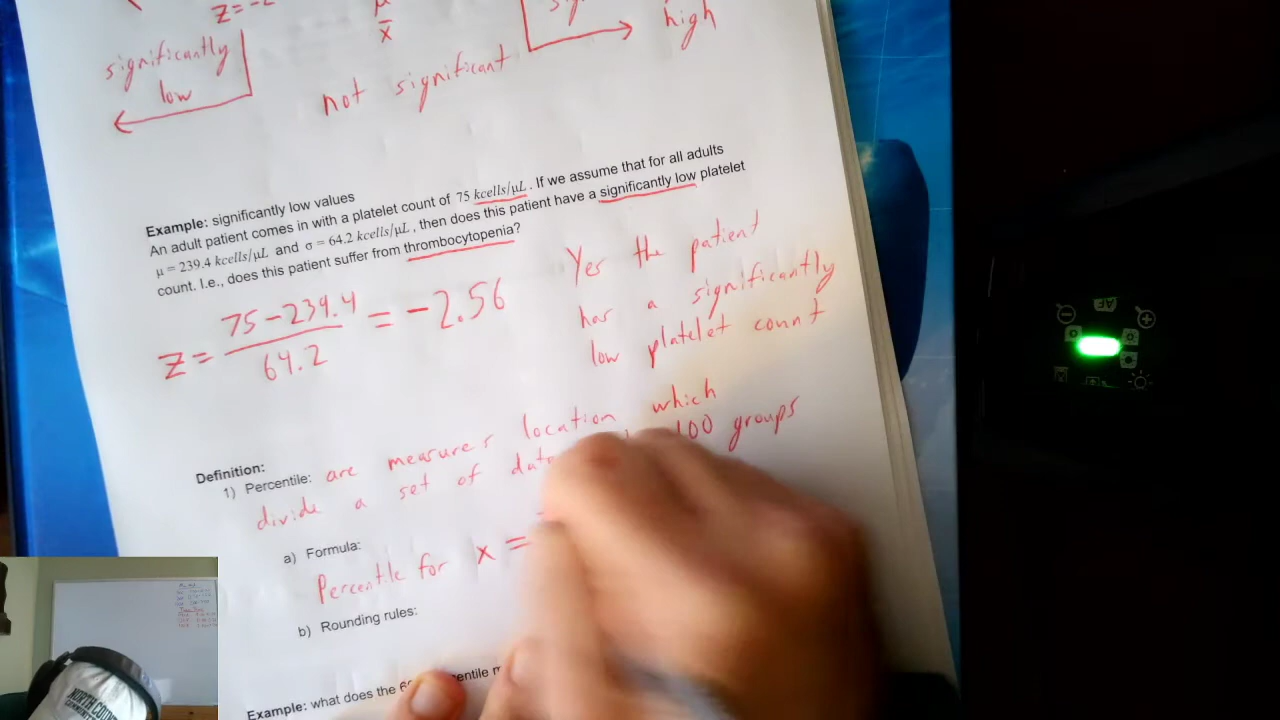 z=-2
μ
x̄
high
significantly
low
not significant
Example: significantly low values
An adult patient comes in with a platelet count of 75 kcells/μL. If we assume that for all adults
μ = 239.4 kcells/μL and σ = 64.2 kcells/μL, then does this patient have a significantly low platelet
count. I.e., does this patient suffer from thrombocytopenia?
z = 75-239.4 / 64.2 = -2.56
Yes the patient
has a significantly
low platelet count
Definition:
1) Percentile: are measures location which
divide a set of data 100 groups
a) Formula:
Percentile for x =
b) Rounding rules:
Example: what does the
NORTH